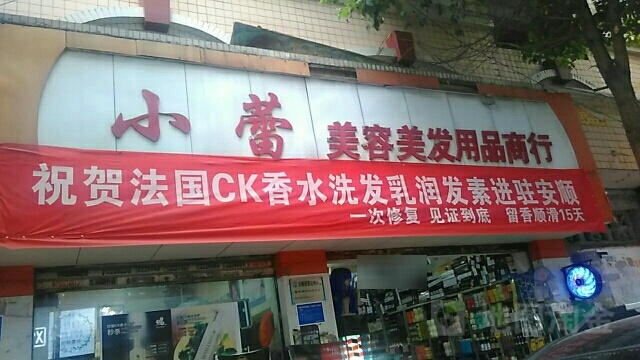 小蕾 美容美发用品商行
祝贺法国CK香水洗发乳润发素进驻安顺
一次修复 见证到底 留香顺滑15天